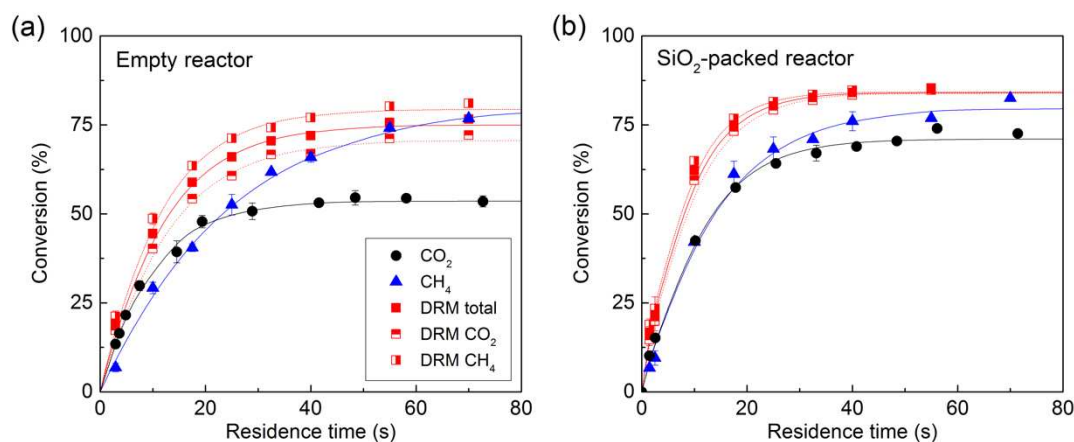 (a)
Empty reactor
Conversion (%)
100
75
50
25
0
CO₂
CH₄
DRM total
DRM CO₂
DRM CH₄
0 20 40 60 80
Residence time (s)
(b)
SiO₂-packed reactor
Conversion (%)
100
75
50
25
0
0 20 40 60 80
Residence time (s)